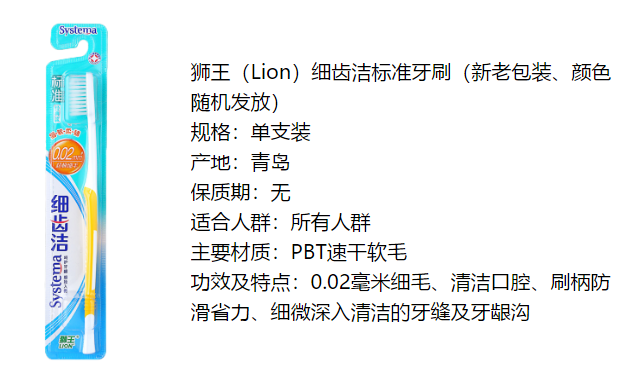 Systema
标准
0.02
细齿洁
Systema
狮王
LION
狮王（Lion）细齿洁标准牙刷（新老包装、颜色
随机发放）
规格：单支装
产地：青岛
保质期：无
适合人群：所有人群
主要材质：PBT速干软毛
功效及特点：0.02毫米细毛、清洁口腔、刷柄防
滑省力、细微深入清洁的牙缝及牙龈沟